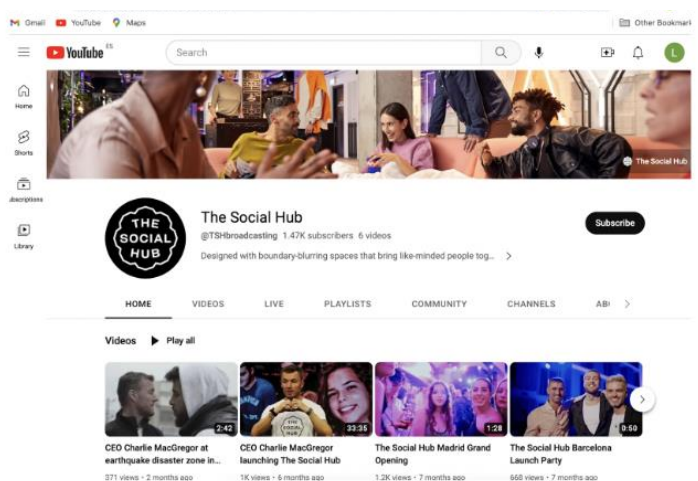 Gmail YouTube Maps Other Bookmark
YouTube ES Search L
Home
Shorts
The Social Hub
Library
THE SOCIAL HUB
The Social Hub
@TSHbroadcasting 1.47K subscribers 6 videos
Subscribe
Designed with boundary-blurring spaces that bring like-minded people tog...
HOME VIDEOS LIVE PLAYLISTS COMMUNITY CHANNELS
Videos Play all
2:42 33:35 1:28 0:50
CEO Charlie MacGregor at
earthquake disaster zone in...
371 views • 2 months ago
CEO Charlie MacGregor
launching The Social Hub
1K views • 6 months ago
The Social Hub Madrid Grand
Opening
1.2K views • 7 months ago
The Social Hub Barcelona
Launch Party
668 views • 7 months ago